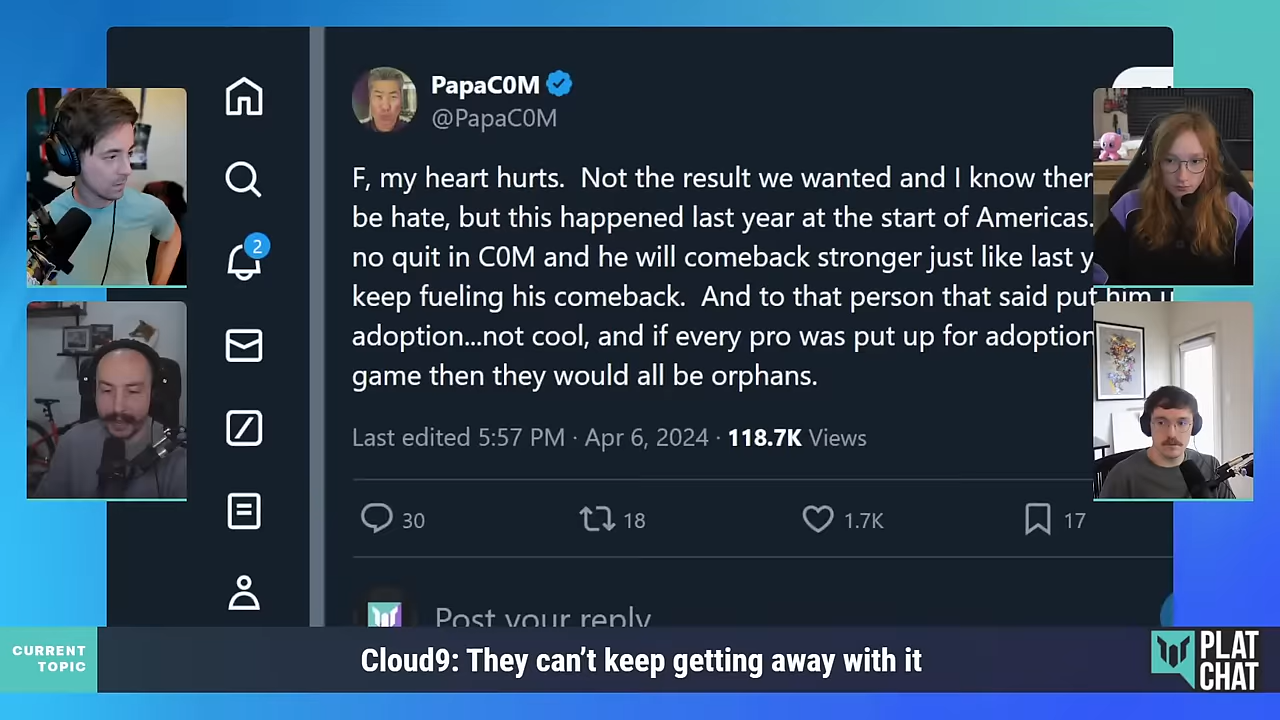 PapaC0M
@PapaC0M
F, my heart hurts.  Not the result we wanted and I know ther
be hate, but this happened last year at the start of Americas.
no quit in C0M and he will comeback stronger just like last y
keep fueling his comeback.  And to that person that said put him u
adoption...not cool, and if every pro was put up for adoption
game then they would all be orphans.
Last edited 5:57 PM · Apr 6, 2024 · 118.7K Views
2
30 18 1.7K 17
Post your reply
CURRENT
TOPIC
Cloud9: They can’t keep getting away with it
PLAT
CHAT